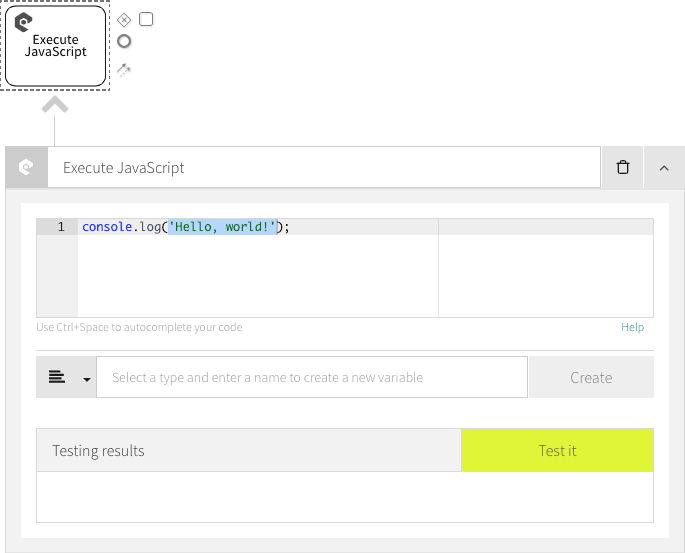 Execute
JavaScript
Execute JavaScript
1 console.log('Hello, world!');
Use Ctrl+Space to autocomplete your code
Help
Select a type and enter a name to create a new variable
Create
Testing results
Test it